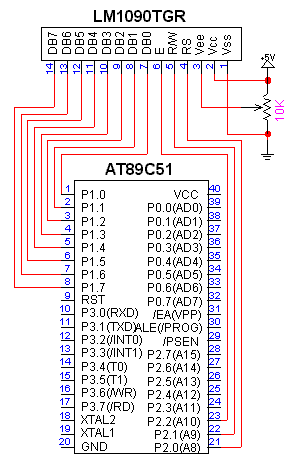 LM1090TGR
DB7 DB6 DB5 DB4 DB3 DB2 DB1 DB0 E R/W RS Vee Vcc Vss
14 13 12 11 10 9 8 7 6 5 4 3 2 1
+5V
10K
AT89C51
1 P1.0 VCC 40
2 P1.1 P0.0(AD0) 39
3 P1.2 P0.1(AD1) 38
4 P1.3 P0.2(AD2) 37
5 P1.4 P0.3(AD3) 36
6 P1.5 P0.4(AD4) 35
7 P1.6 P0.5(AD5) 34
8 P1.7 P0.6(AD6) 33
9 RST P0.7(AD7) 32
10 P3.0(RXD) /EA(VPP) 31
11 P3.1(TXD) ALE(/PROG) 30
12 P3.2(/INT0) /PSEN 29
13 P3.3(/INT1) P2.7(A15) 28
14 P3.4(T0) P2.6(A14) 27
15 P3.5(T1) P2.5(A13) 26
16 P3.6(/WR) P2.4(A12) 25
17 P3.7(/RD) P2.3(A11) 24
18 XTAL2 P2.2(A10) 23
19 XTAL1 P2.1(A9) 22
20 GND P2.0(A8) 21